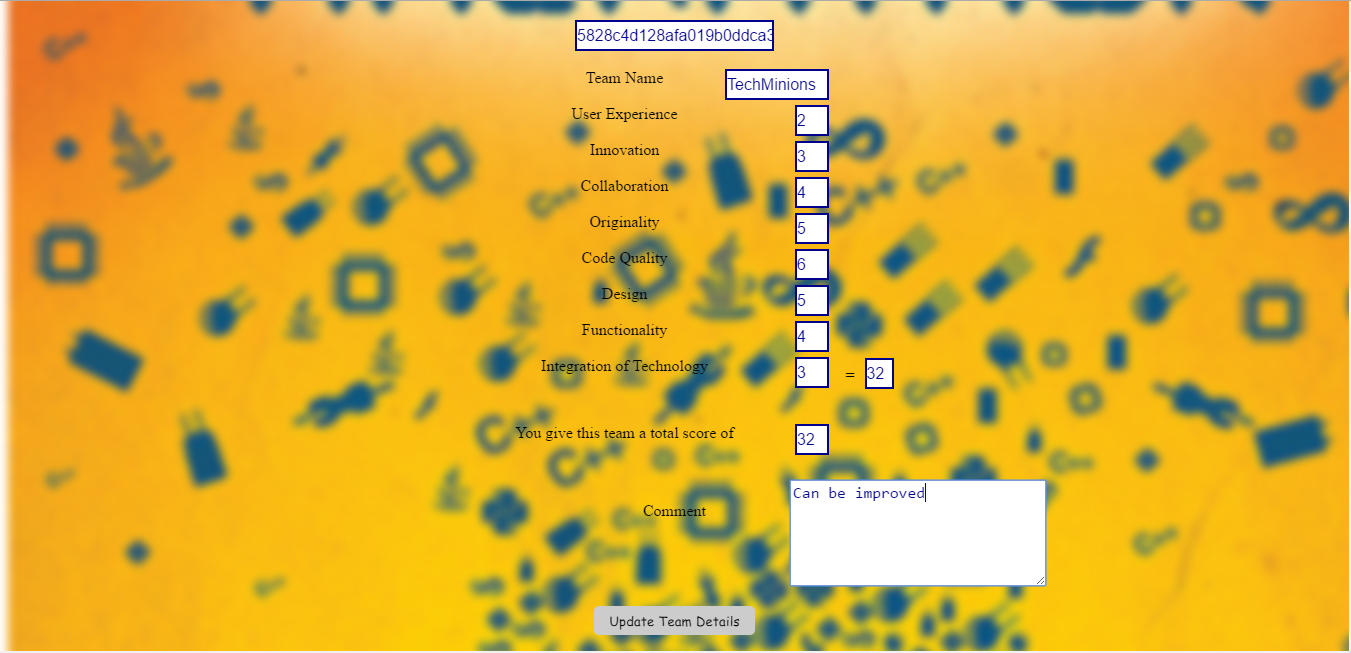 5828c4d128afa019b0ddca3
Team Name TechMinions
User Experience 2
Innovation 3
Collaboration 4
Originality 5
Code Quality 6
Design 5
Functionality 4
Integration of Technology 3 = 32
You give this team a total score of 32
Comment Can be improved
Update Team Details